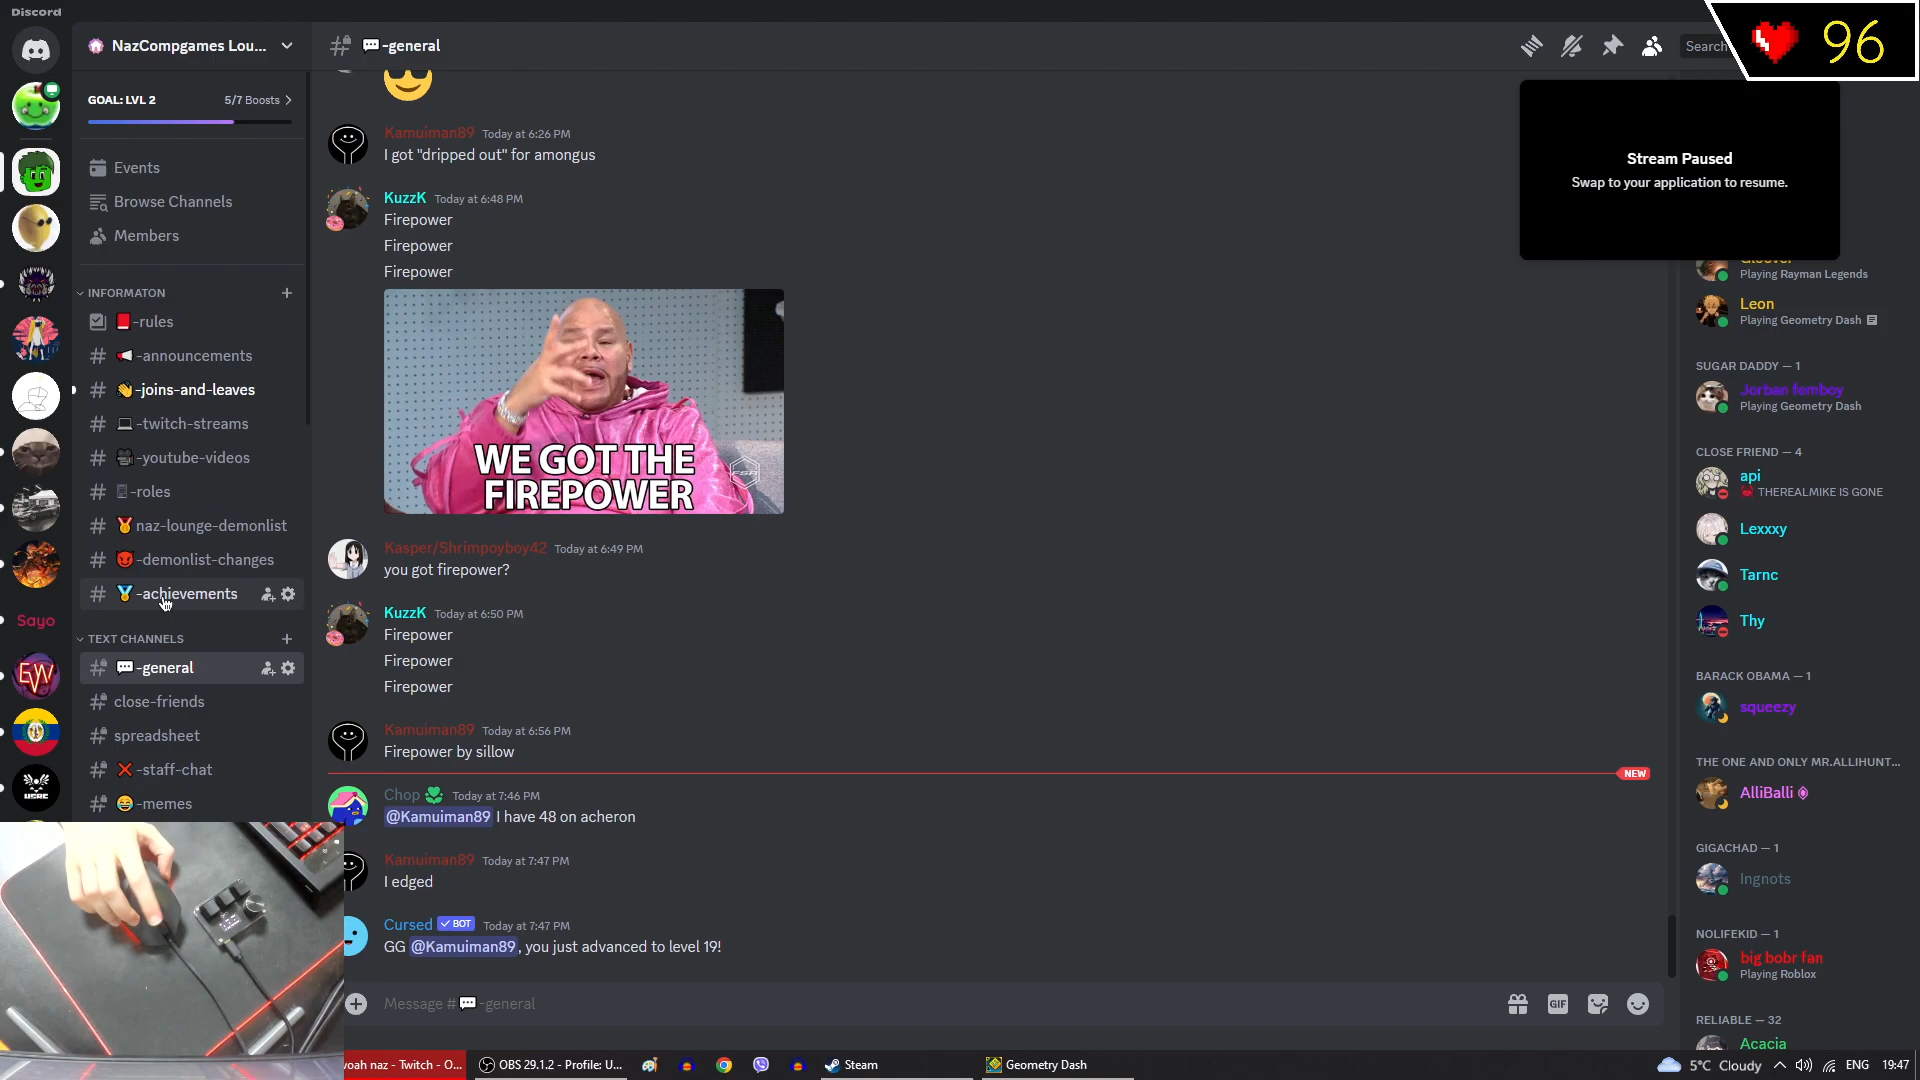 Discord
NazCompgames Lou...
💬-general
Search
96
GOAL: LVL 2
5/7 Boosts
Events
Browse Channels
Members
INFORMATON
-rules
-announcements
-joins-and-leaves
-twitch-streams
-youtube-videos
-roles
naz-lounge-demonlist
-demonlist-changes
-achievements
TEXT CHANNELS
-general
close-friends
spreadsheet
-staff-chat
-memes
Sayo
EW
Kamuiman89 Today at 6:26 PM
I got "dripped out" for amongus
KuzzK Today at 6:48 PM
Firepower
Firepower
Firepower
WE GOT THE
FIREPOWER
Kasper/Shrimpoyboy42 Today at 6:49 PM
you got firepower?
KuzzK Today at 6:50 PM
Firepower
Firepower
Firepower
Kamuiman89 Today at 6:56 PM
Firepower by sillow
NEW
Chop Today at 7:46 PM
@Kamuiman89 I have 48 on acheron
Kamuiman89 Today at 7:47 PM
I edged
Cursed BOT Today at 7:47 PM
GG @Kamuiman89, you just advanced to level 19!
Message #💬-general
GIF
Stream Paused
Swap to your application to resume.
Playing Rayman Legends
Leon
Playing Geometry Dash
SUGAR DADDY — 1
Jorban femboy
Playing Geometry Dash
CLOSE FRIEND — 4
api
THEREALMIKE IS GONE
Lexxxy
Tarnc
Thy
BARACK OBAMA — 1
squeezy
THE ONE AND ONLY MR.ALLIHUNT...
AlliBalli
GIGACHAD — 1
Ingnots
NOLIFEKID — 1
big bobr fan
Playing Roblox
RELIABLE — 32
Acacia
woah naz - Twitch - O...
OBS 29.1.2 - Profile: U...
Steam
Geometry Dash
5°C Cloudy
ENG
19:47